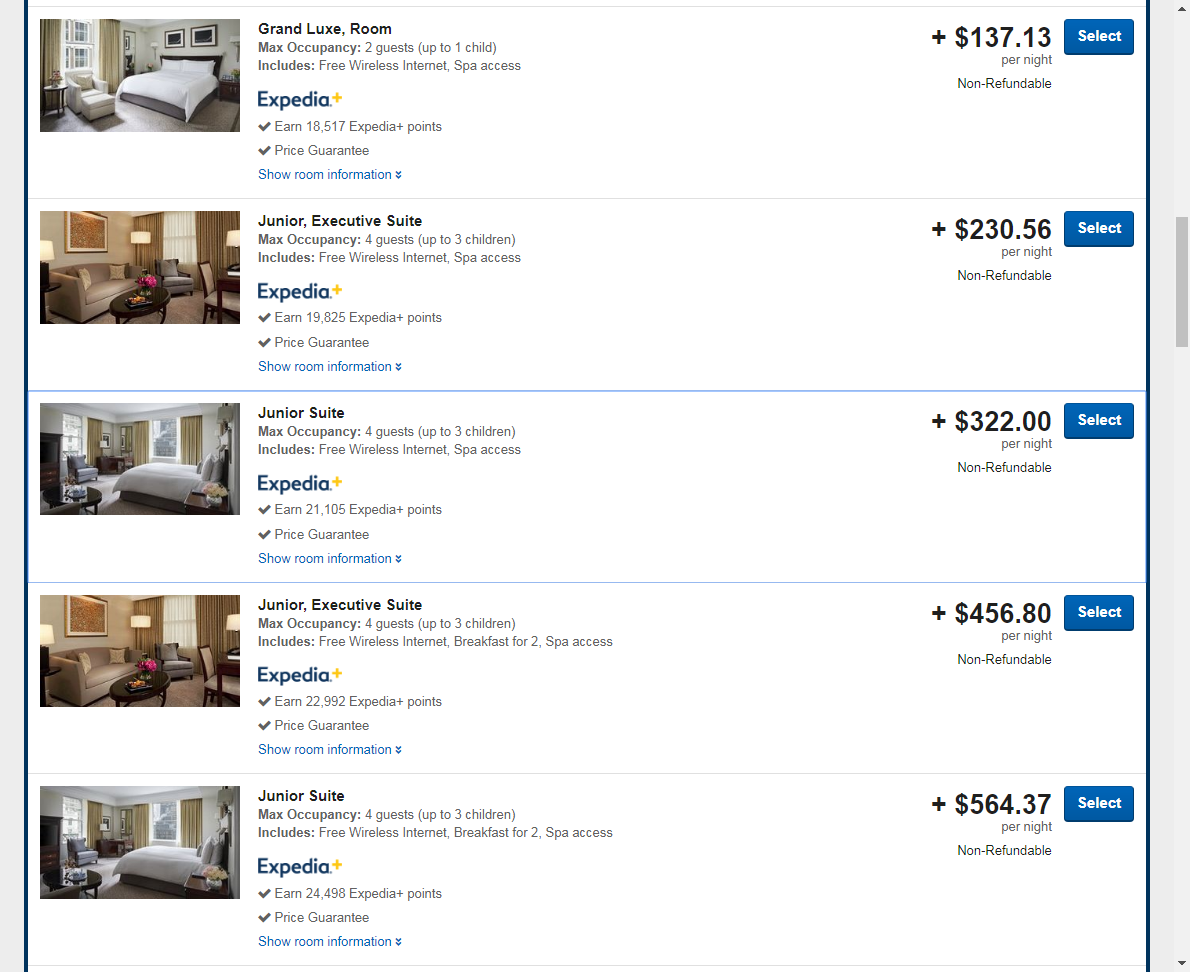 Grand Luxe, Room
Max Occupancy: 2 guests (up to 1 child)
Includes: Free Wireless Internet, Spa access
Expedia+
Earn 18,517 Expedia+ points
Price Guarantee
Show room information
+ $137.13
per night
Non-Refundable
Select
Junior, Executive Suite
Max Occupancy: 4 guests (up to 3 children)
Includes: Free Wireless Internet, Spa access
Expedia+
Earn 19,825 Expedia+ points
Price Guarantee
Show room information
+ $230.56
per night
Non-Refundable
Select
Junior Suite
Max Occupancy: 4 guests (up to 3 children)
Includes: Free Wireless Internet, Spa access
Expedia+
Earn 21,105 Expedia+ points
Price Guarantee
Show room information
+ $322.00
per night
Non-Refundable
Select
Junior, Executive Suite
Max Occupancy: 4 guests (up to 3 children)
Includes: Free Wireless Internet, Breakfast for 2, Spa access
Expedia+
Earn 22,992 Expedia+ points
Price Guarantee
Show room information
+ $456.80
per night
Non-Refundable
Select
Junior Suite
Max Occupancy: 4 guests (up to 3 children)
Includes: Free Wireless Internet, Breakfast for 2, Spa access
Expedia+
Earn 24,498 Expedia+ points
Price Guarantee
Show room information
+ $564.37
per night
Non-Refundable
Select